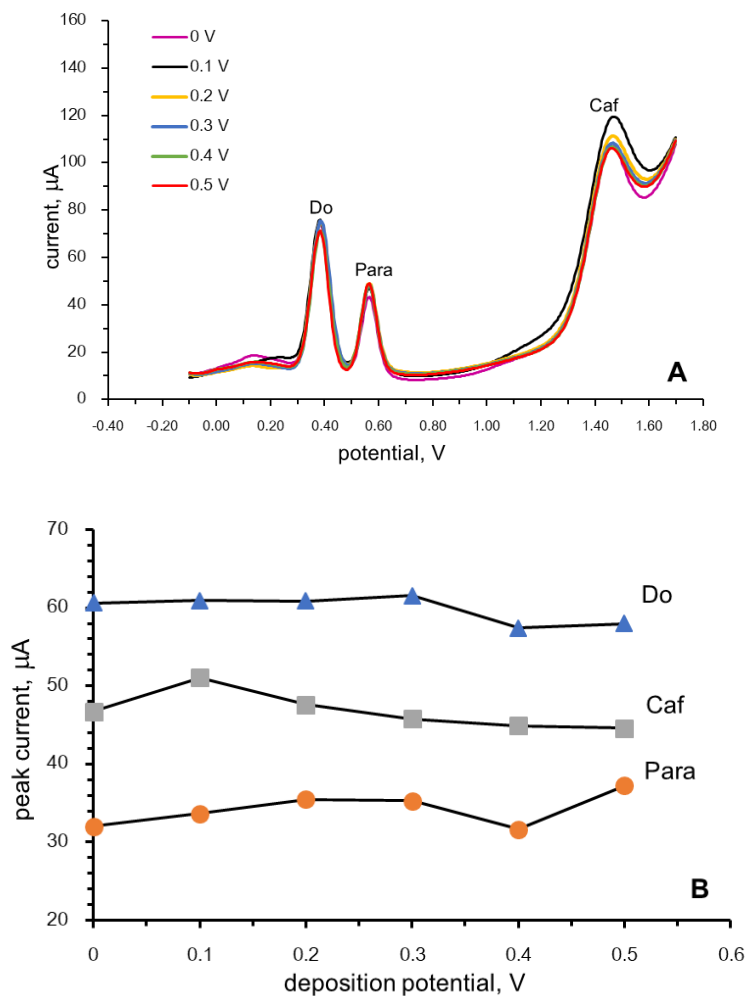 160
140
120
100
80
60
40
20
0
current, µA
0 V
0.1 V
0.2 V
0.3 V
0.4 V
0.5 V
Do
Para
Caf
A
-0.40 -0.20 0.00 0.20 0.40 0.60 0.80 1.00 1.20 1.40 1.60 1.80
potential, V
70
60
50
40
30
20
peak current, µA
Do
Caf
Para
B
0 0.1 0.2 0.3 0.4 0.5 0.6
deposition potential, V